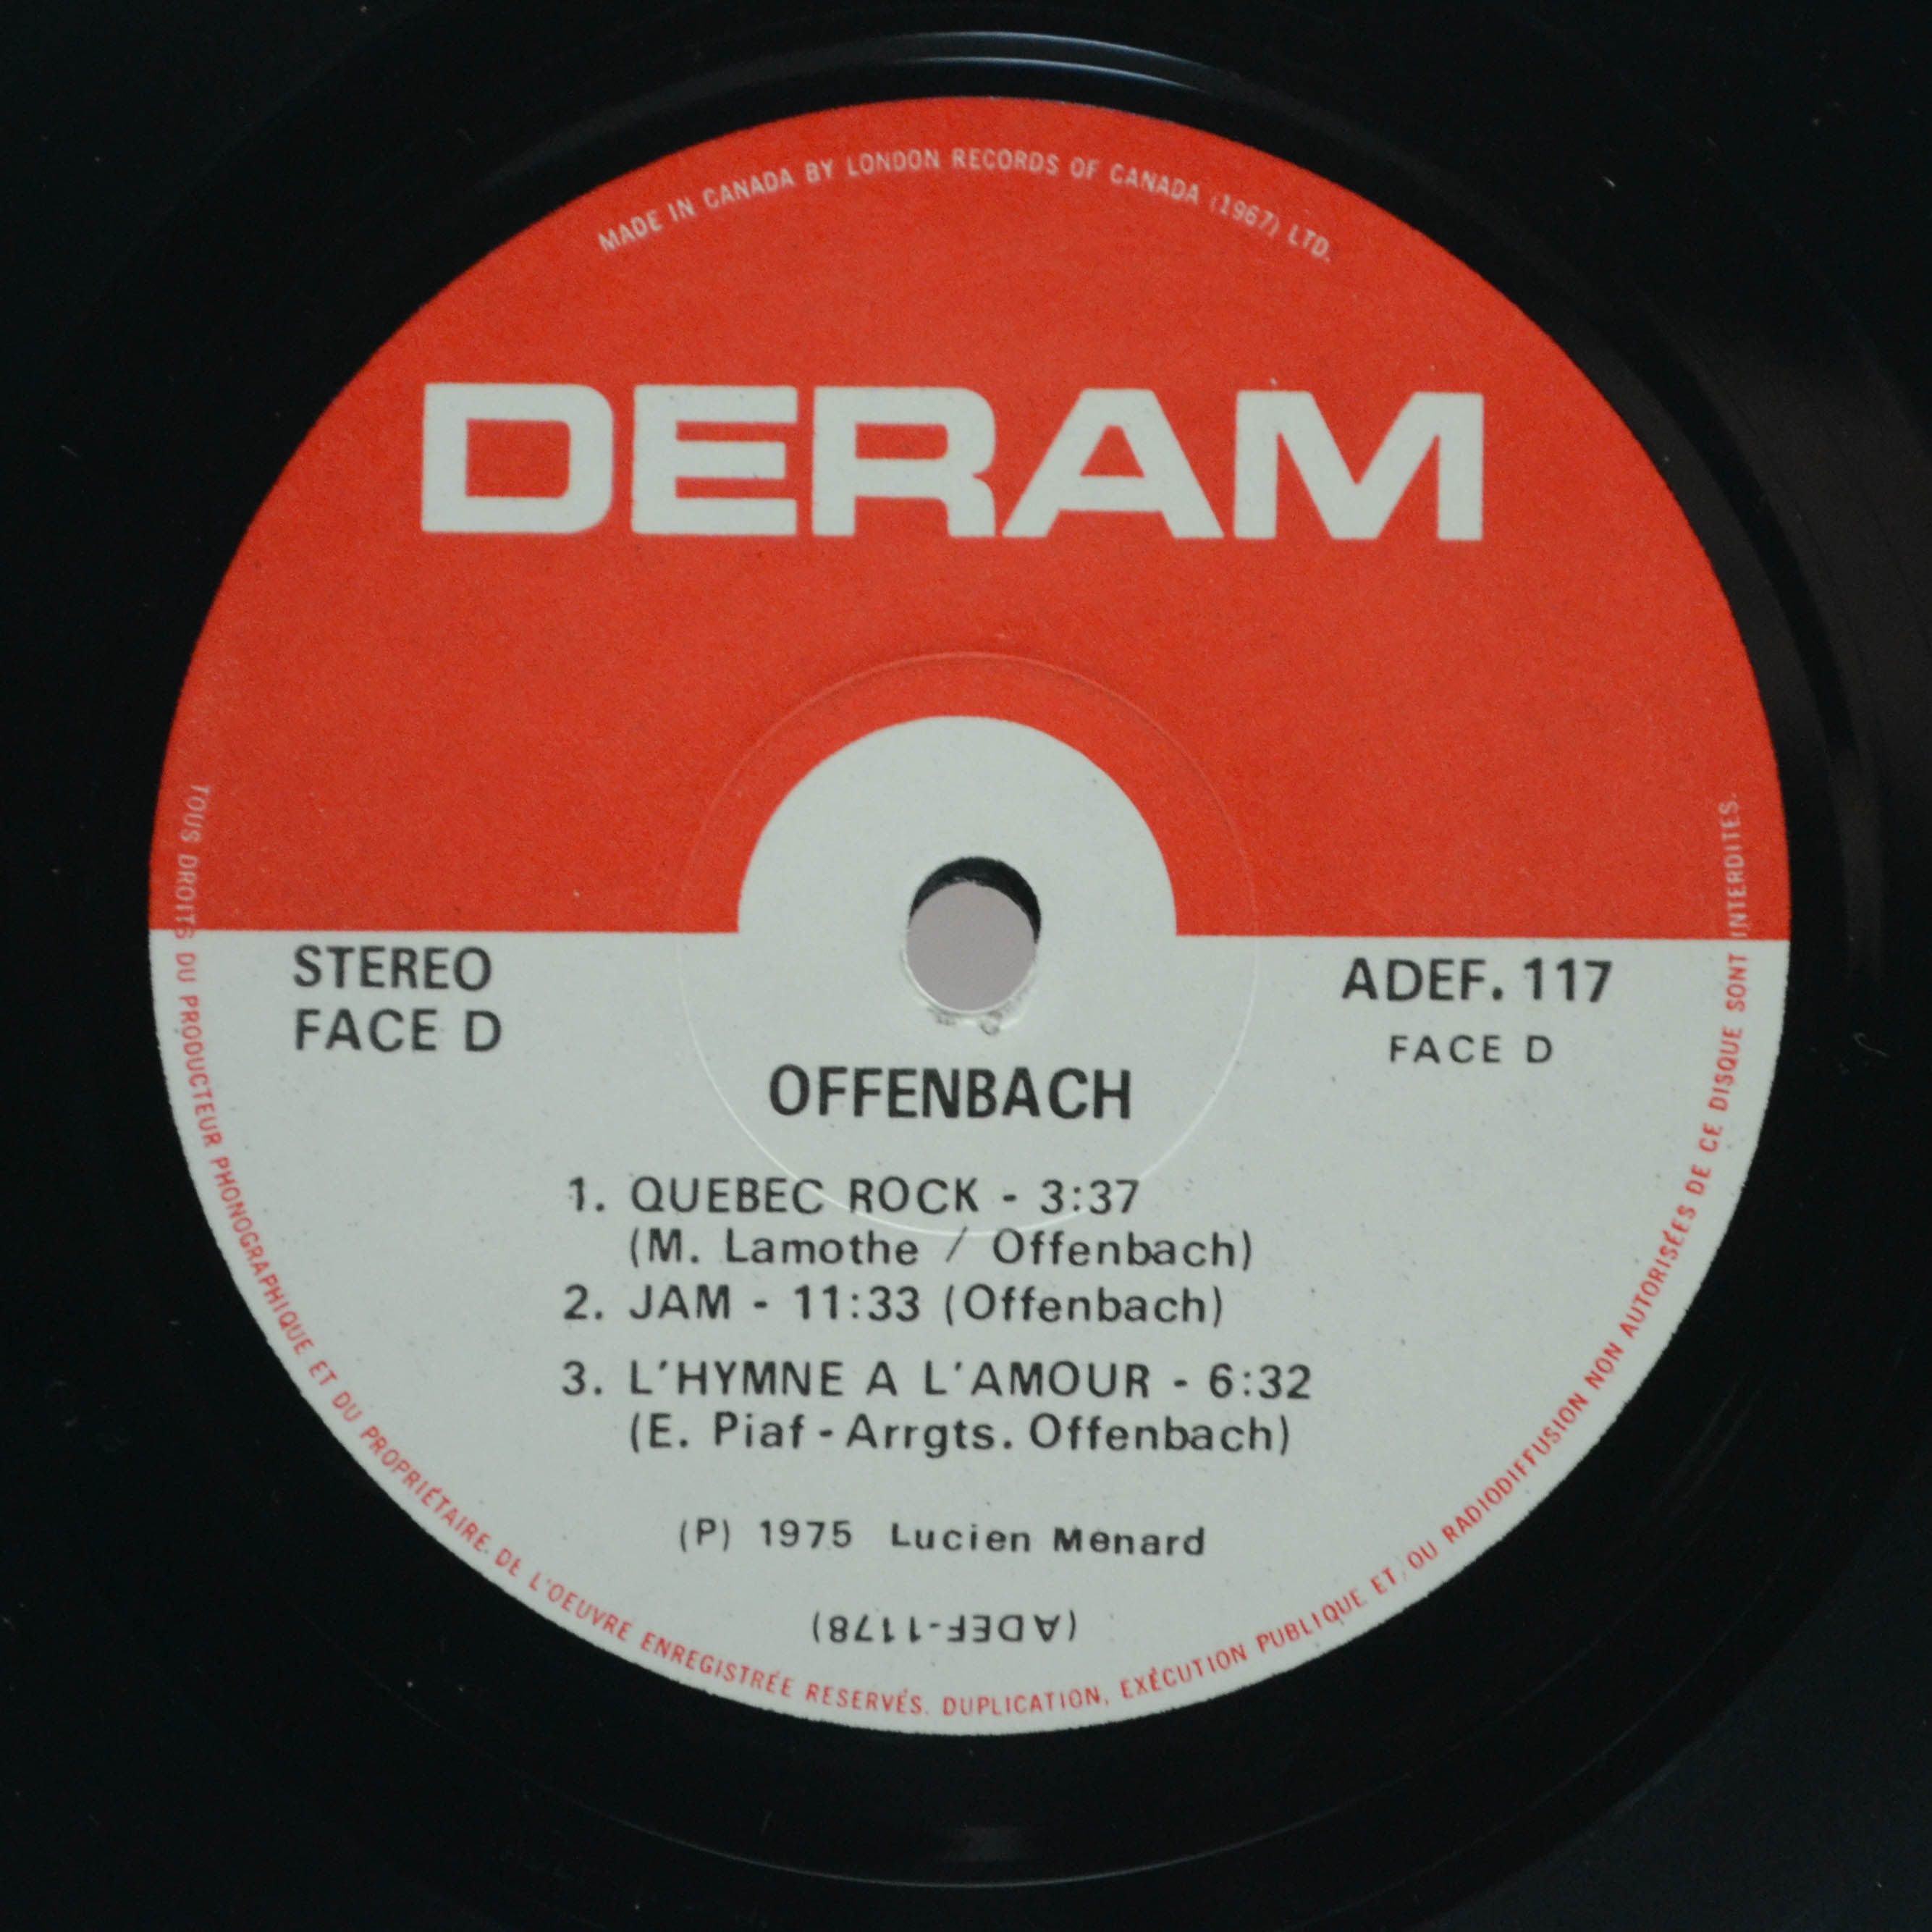 MADE IN CANADA BY LONDON RECORDS OF CANADA (1967) LTD.
DERAM
STEREO
FACE D
ADEF. 117
FACE D
OFFENBACH
1. QUEBEC ROCK - 3:37
(M. Lamothe / Offenbach)
2. JAM - 11:33 (Offenbach)
3. L'HYMNE A L'AMOUR - 6:32
(E. Piaf - Arrgts. Offenbach)
(P) 1975 Lucien Menard
(ADEF-1178)
TOUS DROITS DU PRODUCTEUR PHONOGRAPHIQUE ET DU PROPRIÉTAIRE DE L'OEUVRE ENREGISTRÉE RESERVÉS. DUPLICATION, EXÉCUTION PUBLIQUE ET/OU RADIODIFFUSION NON AUTORISÉES DE CE DISQUE SONT INTERDITES.